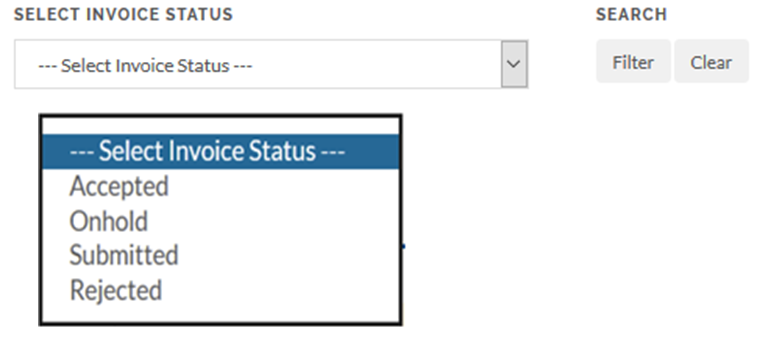 SELECT INVOICE STATUS
SEARCH
--- Select Invoice Status ---
Filter
Clear
--- Select Invoice Status ---
Accepted
Onhold
Submitted
Rejected